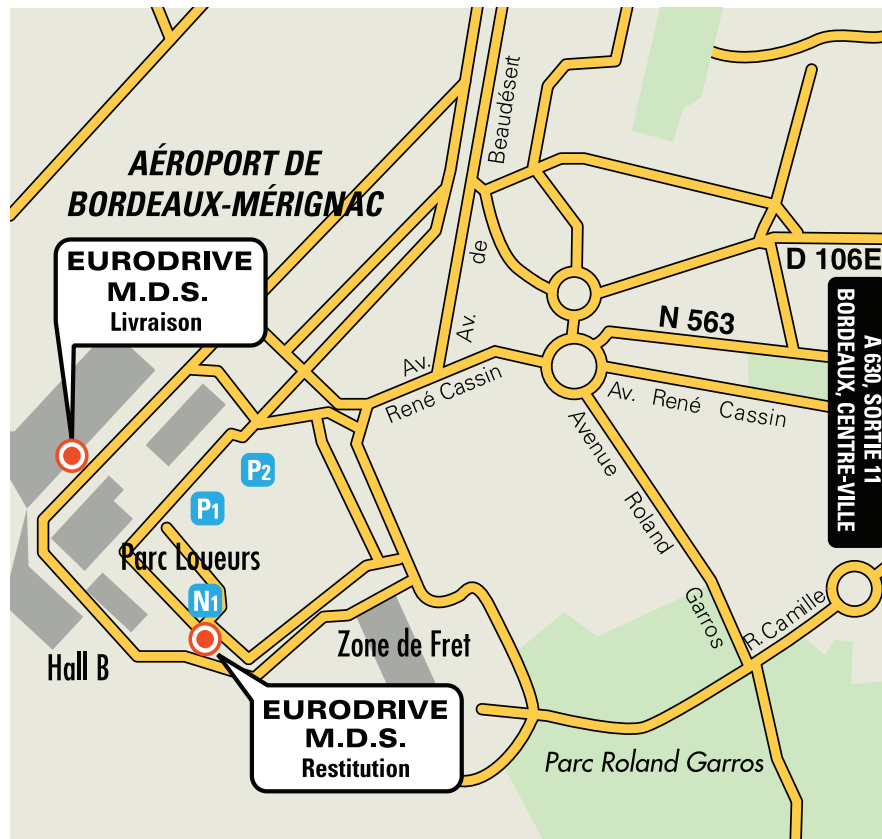 Beaudésert
de
Av.
AÉROPORT DE
BORDEAUX-MÉRIGNAC
EURODRIVE
M.D.S.
Livraison
D 106E
N 563
A 630, SORTIE 11
BORDEAUX, CENTRE-VILLE
Av.
René Cassin
Av. René Cassin
Avenue Roland Garros
P2
P1
Parc Loueurs
N1
R. Camille
Zone de Fret
Hall B
EURODRIVE
M.D.S.
Restitution
Parc Roland Garros